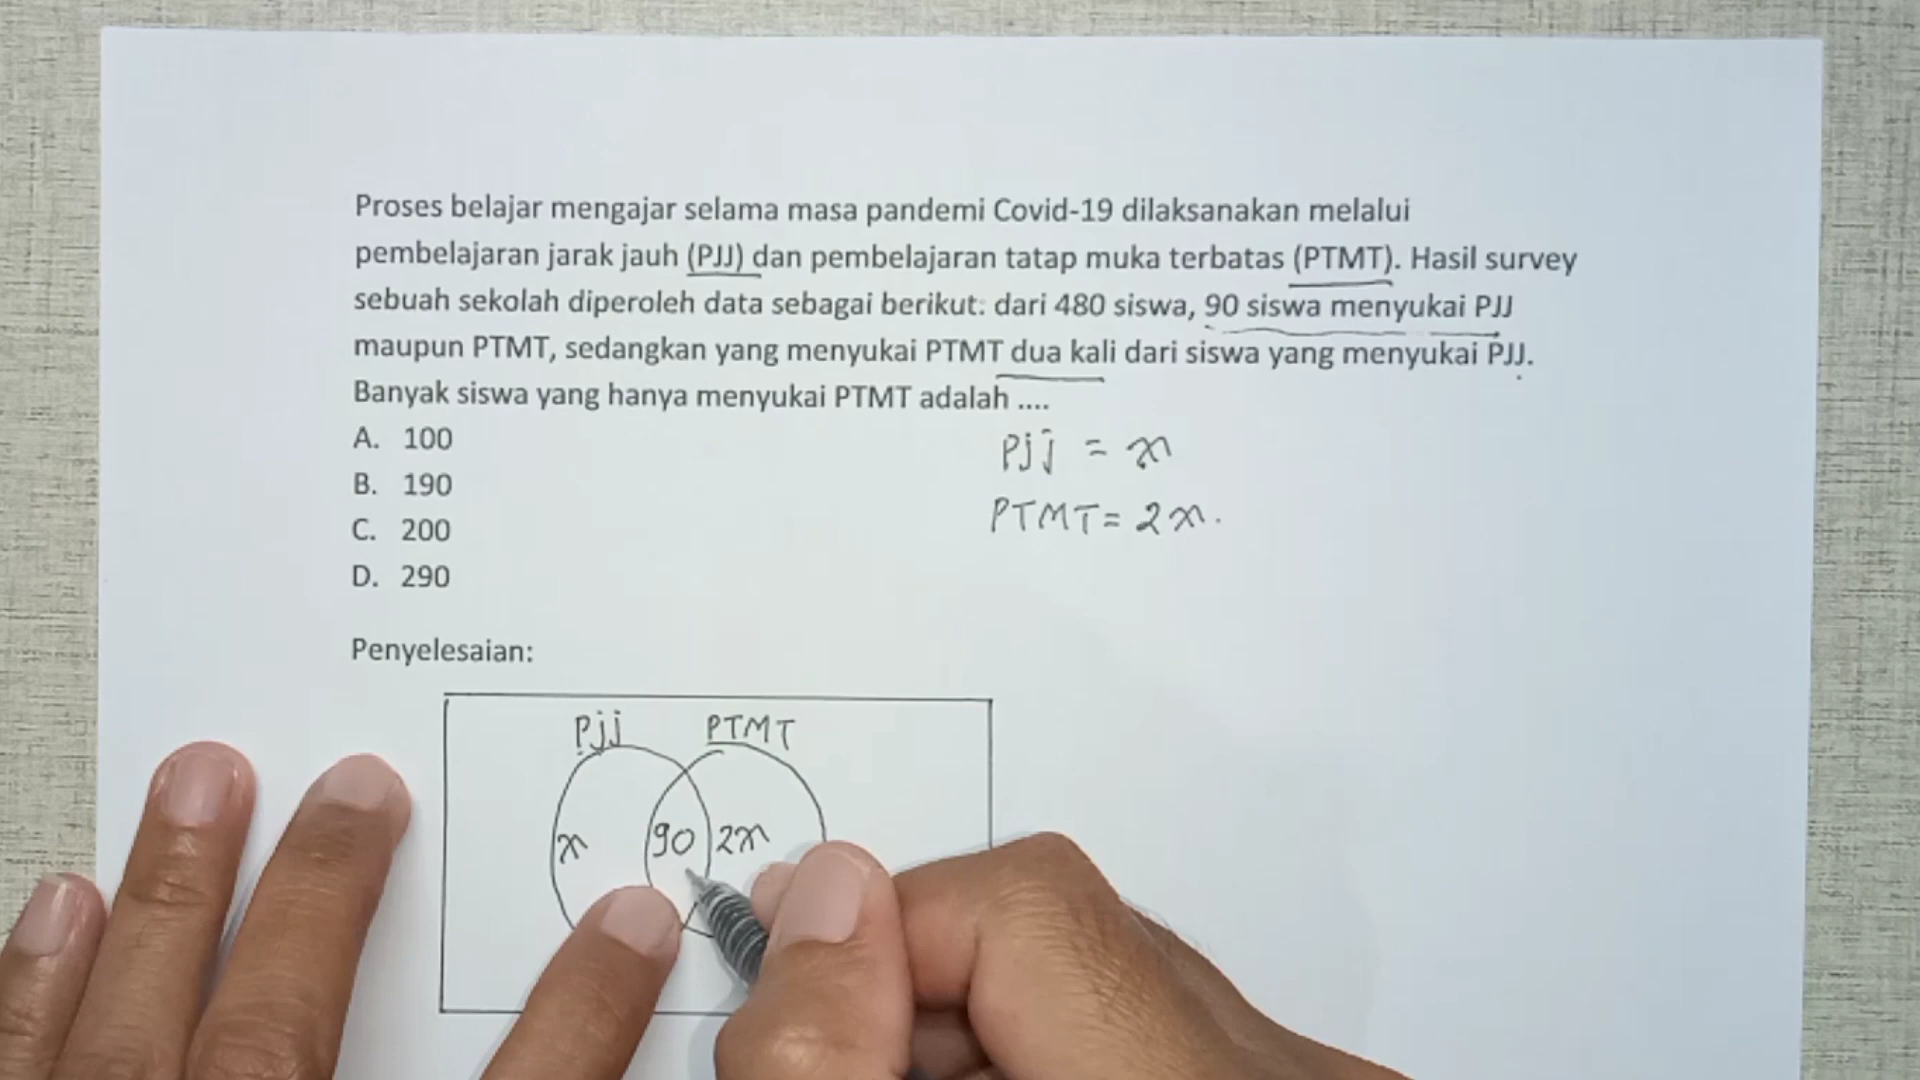 Proses belajar mengajar selama masa pandemi Covid-19 dilaksanakan melalui
pembelajaran jarak jauh (PJJ) dan pembelajaran tatap muka terbatas (PTMT). Hasil survey
sebuah sekolah diperoleh data sebagai berikut: dari 480 siswa, 90 siswa menyukai PJJ
maupun PTMT, sedangkan yang menyukai PTMT dua kali dari siswa yang menyukai PJJ.
Banyak siswa yang hanya menyukai PTMT adalah ....
A. 100
B. 190
C. 200
D. 290
Pjj = x
PTMT = 2x.
Penyelesaian:
Pjj PTMT
x 90 2x